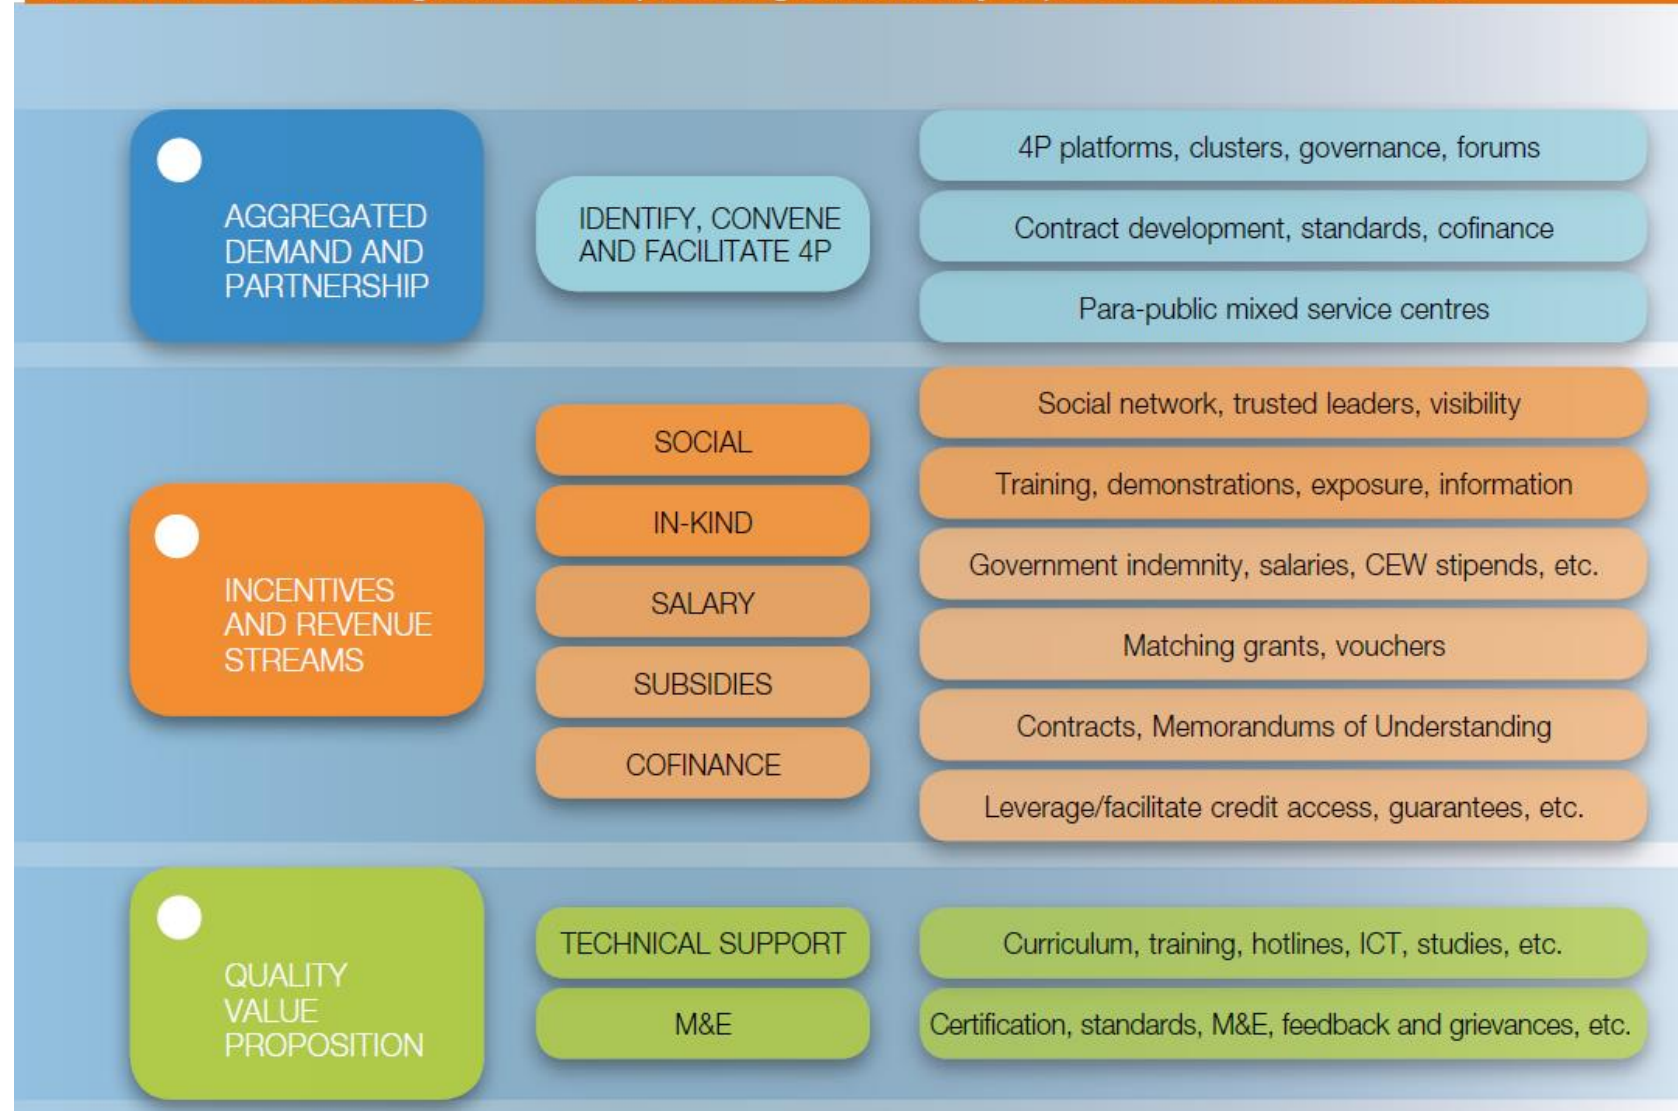 AGGREGATED
DEMAND AND
PARTNERSHIP
IDENTIFY, CONVENE
AND FACILITATE 4P
4P platforms, clusters, governance, forums
Contract development, standards, cofinance
Para-public mixed service centres
INCENTIVES
AND REVENUE
STREAMS
SOCIAL
IN-KIND
SALARY
SUBSIDIES
COFINANCE
Social network, trusted leaders, visibility
Training, demonstrations, exposure, information
Government indemnity, salaries, CEW stipends, etc.
Matching grants, vouchers
Contracts, Memorandums of Understanding
Leverage/facilitate credit access, guarantees, etc.
QUALITY
VALUE
PROPOSITION
TECHNICAL SUPPORT
M&E
Curriculum, training, hotlines, ICT, studies, etc.
Certification, standards, M&E, feedback and grievances, etc.